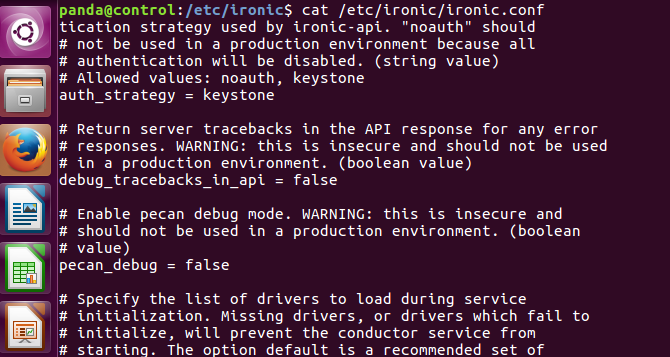 panda@control:/etc/ironic$ cat /etc/ironic/ironic.conf
tication strategy used by ironic-api. "noauth" should
# not be used in a production environment because all
# authentication will be disabled. (string value)
# Allowed values: noauth, keystone
auth_strategy = keystone
# Return server tracebacks in the API response for any error
# responses. WARNING: this is insecure and should not be used
# in a production environment. (boolean value)
debug_tracebacks_in_api = false
# Enable pecan debug mode. WARNING: this is insecure and
# should not be used in a production environment. (boolean
# value)
pecan_debug = false
# Specify the list of drivers to load during service
# initialization. Missing drivers, or drivers which fail to
# initialize, will prevent the conductor service from
# starting. The option default is a recommended set of